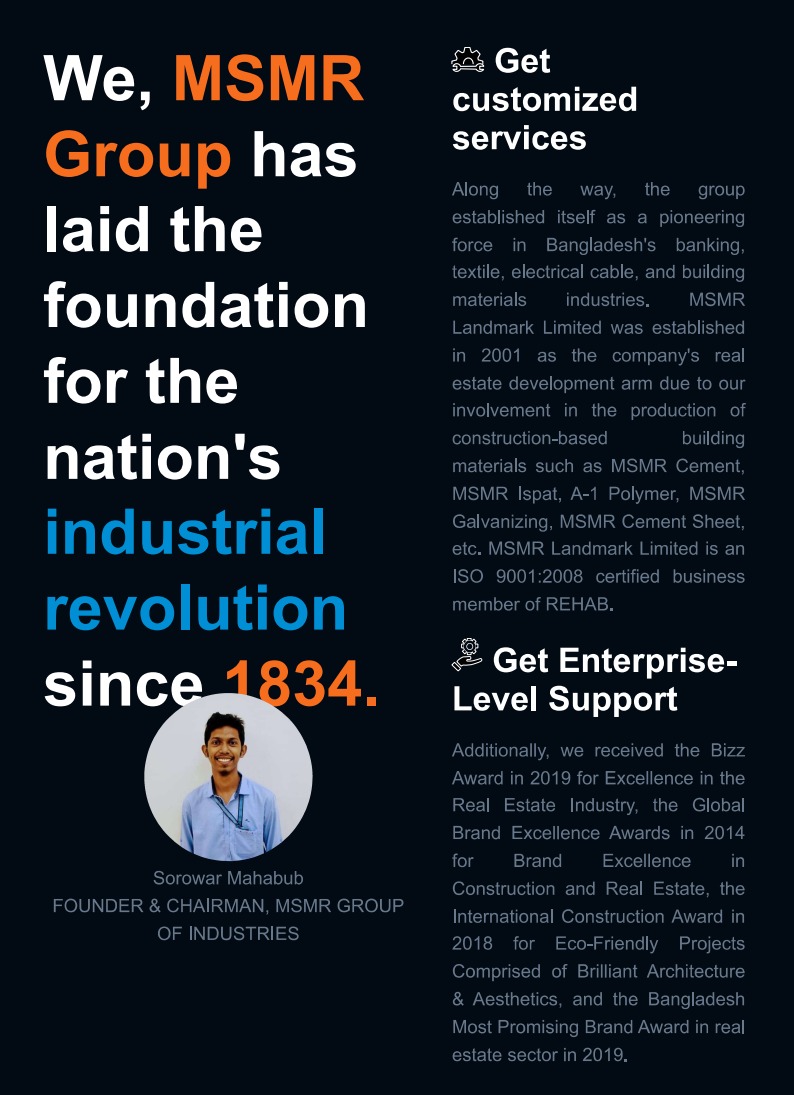 We, MSMR
Group has
laid the
foundation
for the
nation's
industrial
revolution
since 1834.
Sorowar Mahabub
FOUNDER & CHAIRMAN, MSMR GROUP
OF INDUSTRIES
Get
customized
services
Along the way, the group
established itself as a pioneering
force in Bangladesh's banking,
textile, electrical cable, and building
materials industries. MSMR
Landmark Limited was established
in 2001 as the company's real
estate development arm due to our
involvement in the production of
construction-based building
materials such as MSMR Cement,
MSMR Ispat, A-1 Polymer, MSMR
Galvanizing, MSMR Cement Sheet,
etc. MSMR Landmark Limited is an
ISO 9001:2008 certified business
member of REHAB.
Get Enterprise-
Level Support
Additionally, we received the Bizz
Award in 2019 for Excellence in the
Real Estate Industry, the Global
Brand Excellence Awards in 2014
for Brand Excellence in
Construction and Real Estate, the
International Construction Award in
2018 for Eco-Friendly Projects
Comprised of Brilliant Architecture
& Aesthetics, and the Bangladesh
Most Promising Brand Award in real
estate sector in 2019.